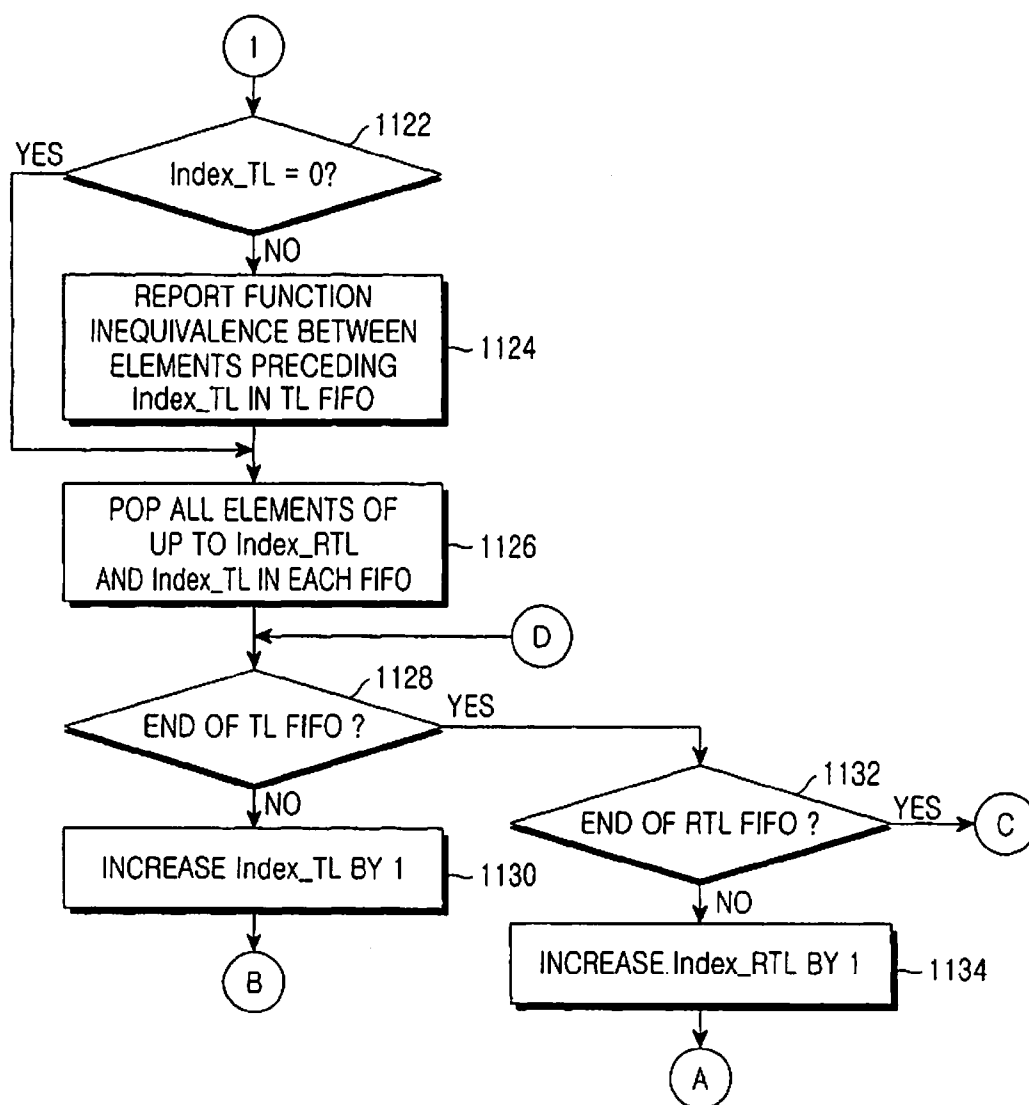 1
1122
YES
Index_TL = 0?
NO
REPORT FUNCTION
INEQUIVALENCE BETWEEN
ELEMENTS PRECEDING
Index_TL IN TL FIFO
1124
POP ALL ELEMENTS OF
UP TO Index_RTL
AND Index_TL IN EACH FIFO
1126
D
1128
END OF TL FIFO ?
YES
NO
1132
END OF RTL FIFO ?
YES
C
INCREASE Index_TL BY 1
1130
NO
B
INCREASE.Index_RTL BY 1
1134
A